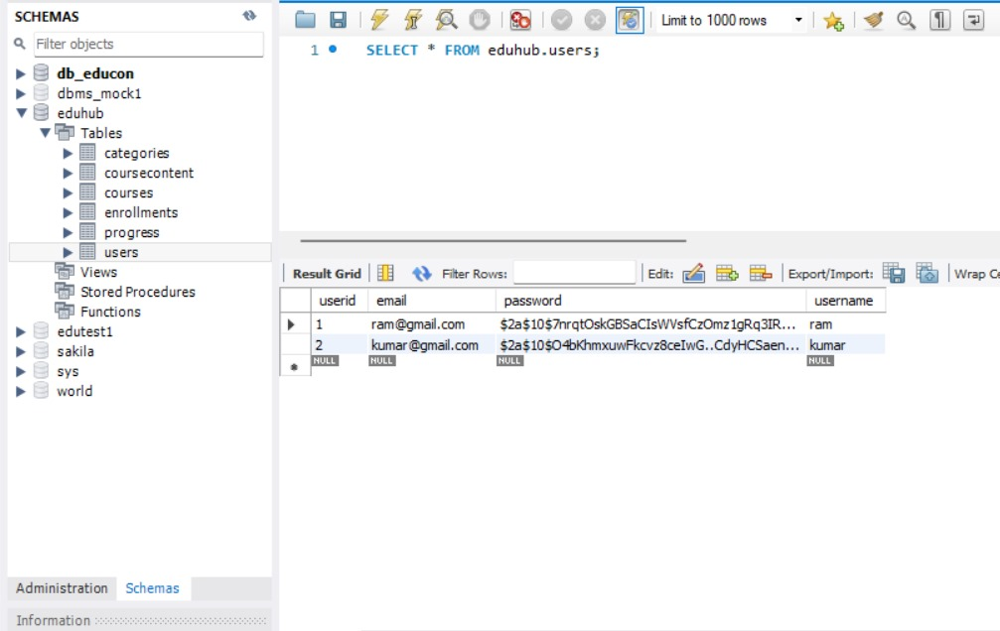 SCHEMAS
Filter objects
db_educon
dbms_mock1
eduhub
Tables
categories
coursecontent
courses
enrollments
progress
users
Views
Stored Procedures
Functions
edutest1
sakila
sys
world
Administration Schemas
Information
Limit to 1000 rows
1 SELECT * FROM eduhub.users;
Result Grid Filter Rows: Edit: Export/Import: Wrap Ce
userid email password username
1 ram@gmail.com $2a$10$7nrqtOskGBSaCIsWVsfCzOmz1gRq3IR... ram
2 kumar@gmail.com $2a$10$O4bKhmxuwFkcvz8ceIwG..CdyHCSaen... kumar
NULL NULL NULL NULL